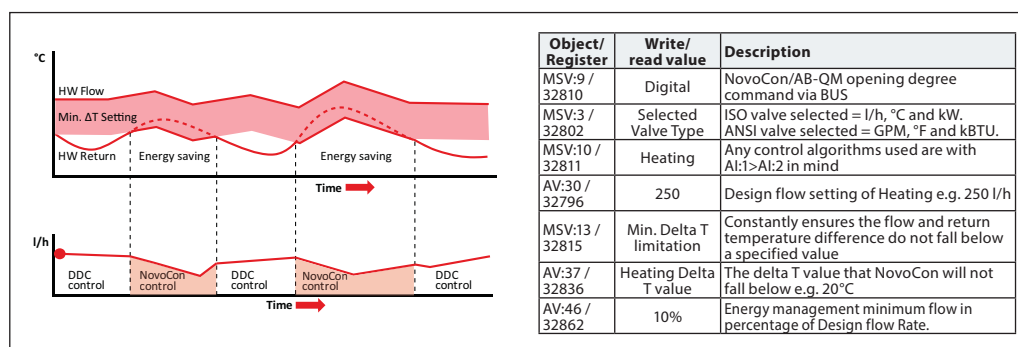 °C
HW Flow
Min. ΔT Setting
HW Return
Energy saving
Energy saving
Time
l/h
DDC
control
NovoCon
control
DDC
control
NovoCon
control
DDC
control
Time
Object/
Register
Write/
read value
Description
MSV:9 /
32810
Digital
NovoCon/AB-QM opening degree
command via BUS
MSV:3 /
32802
Selected
Valve Type
ISO valve selected = l/h, °C and kW.
ANSI valve selected = GPM, °F and kBTU.
MSV:10 /
32811
Heating
Any control algorithms used are with
AI:1>AI:2 in mind
AV:30 /
32796
250
Design flow setting of Heating e.g. 250 l/h
MSV:13 /
32815
Min. Delta T
limitation
Constantly ensures the flow and return
temperature difference do not fall below
a specified value
AV:37 /
32836
Heating Delta
T value
The delta T value that NovoCon will not
fall below e.g. 20°C
AV:46 /
32862
10%
Energy management minimum flow in
percentage of Design flow Rate.